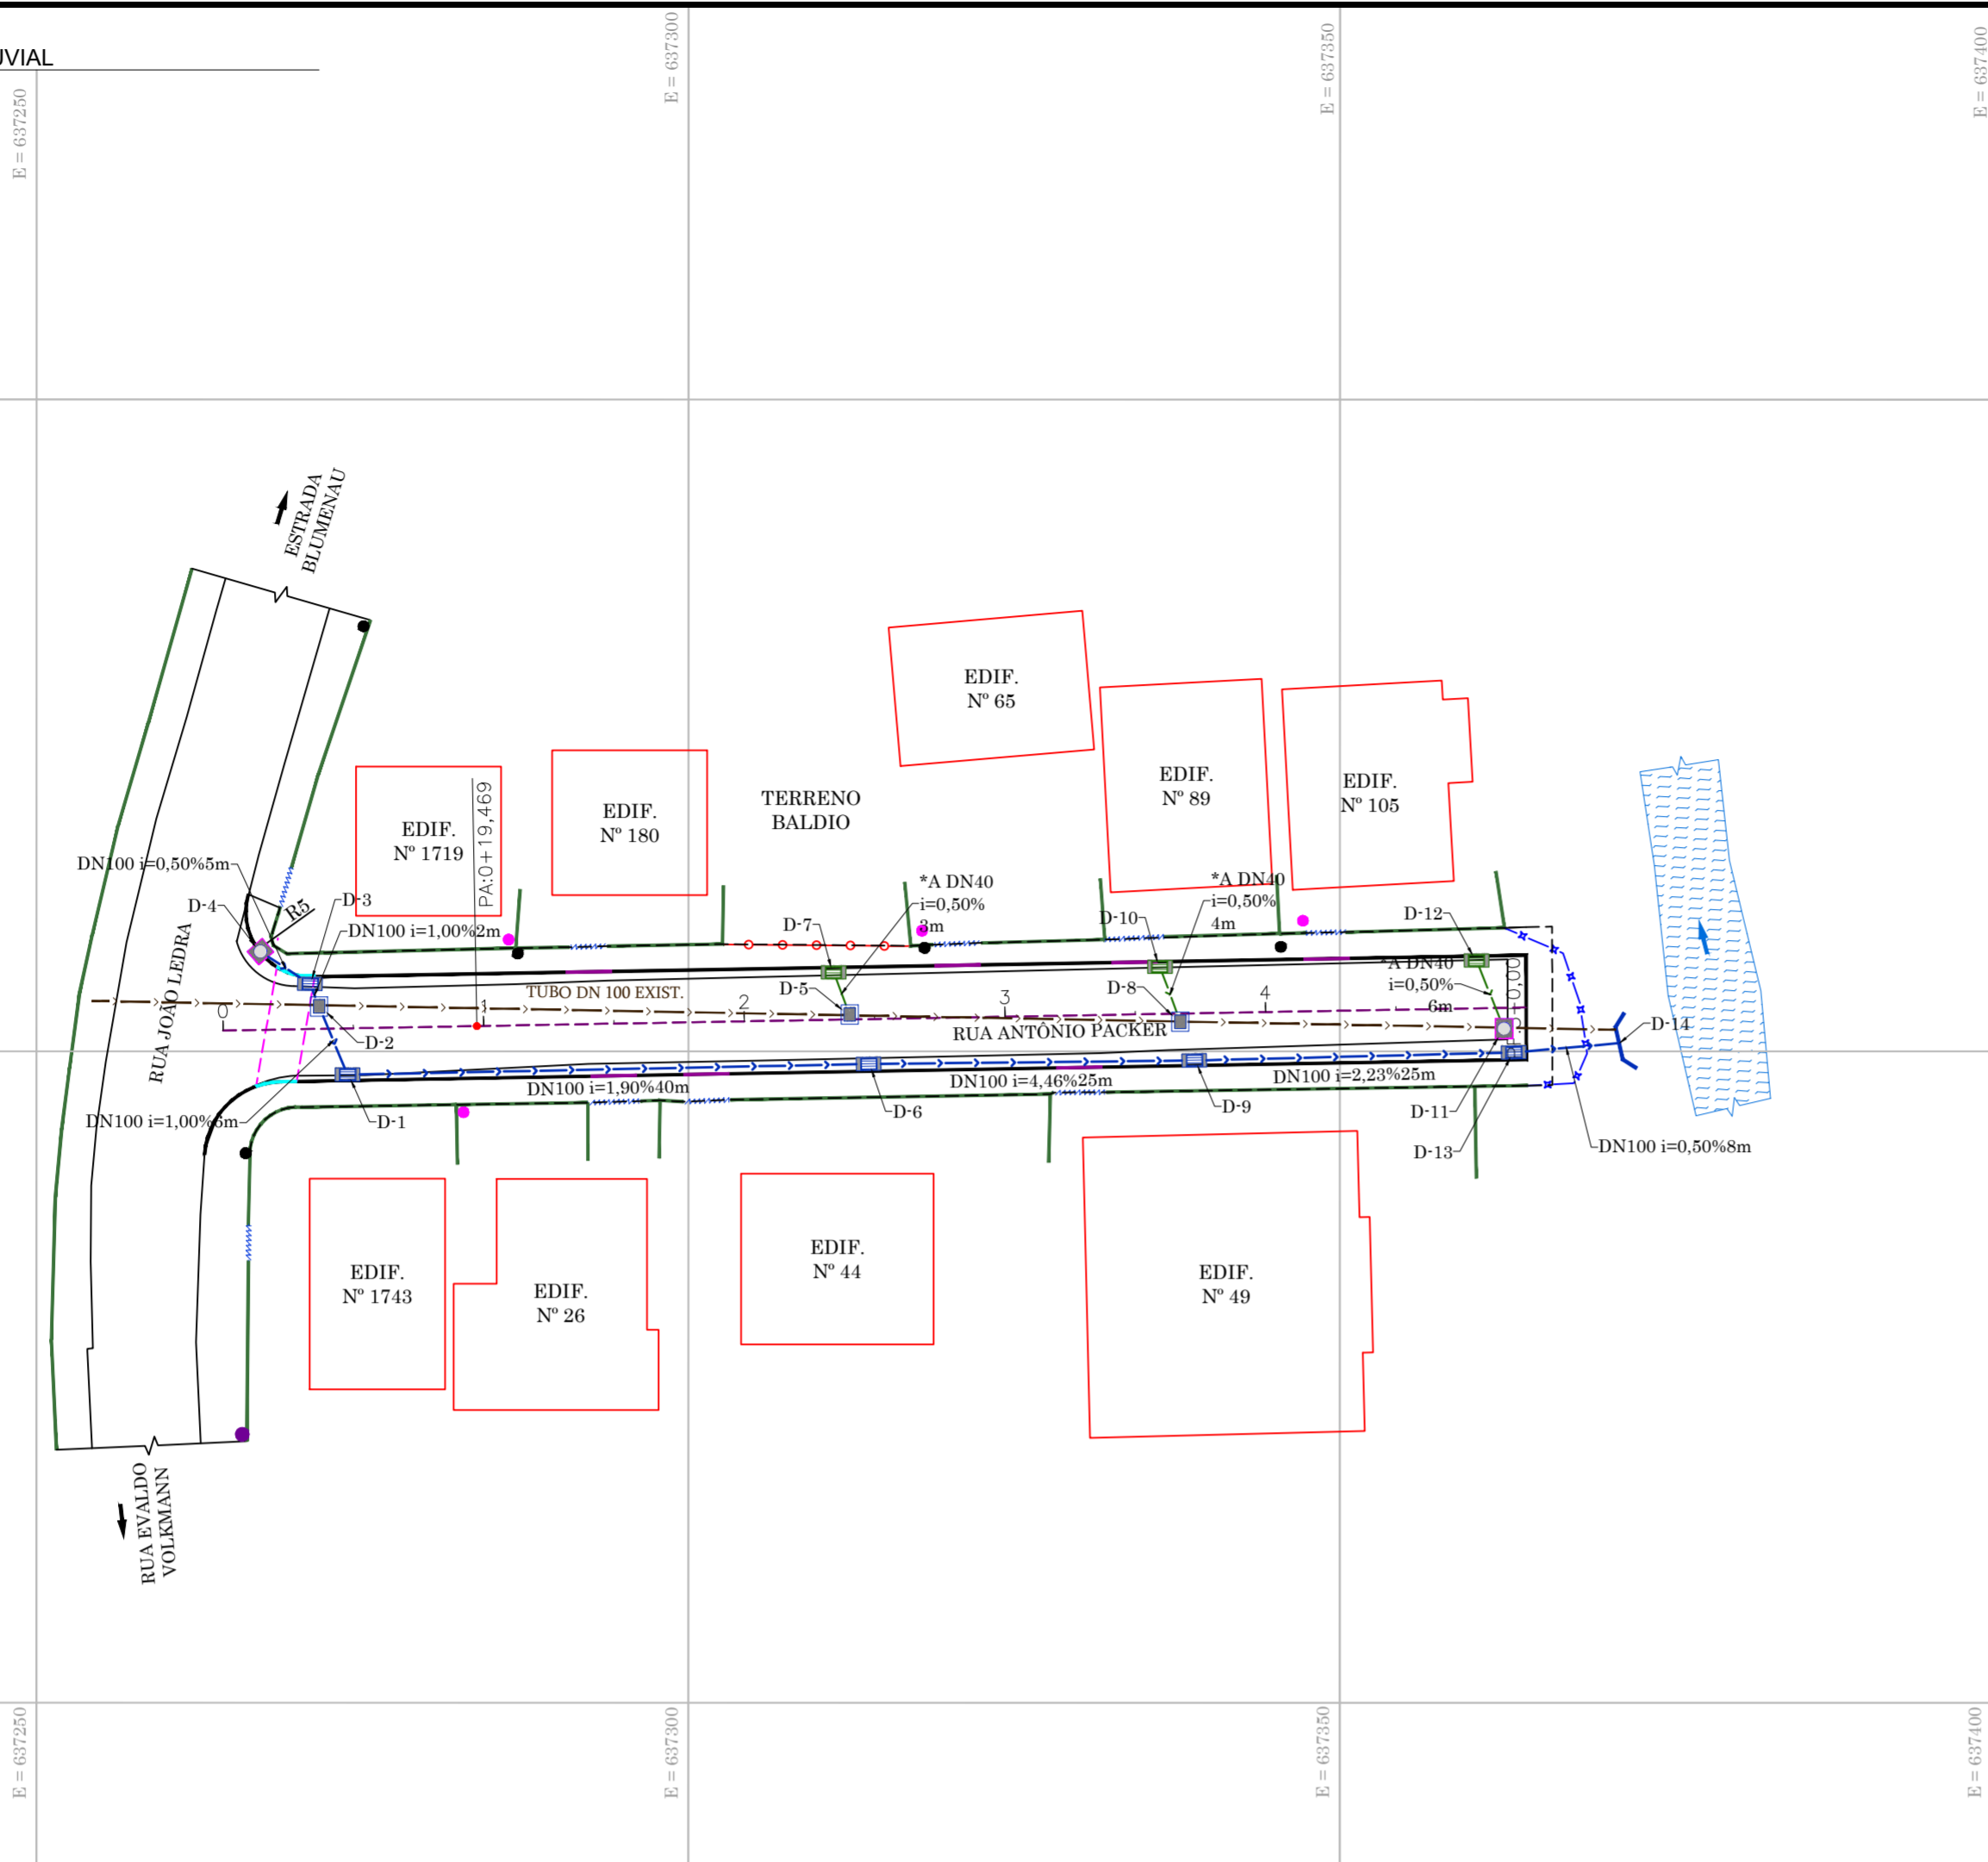 UVIAL
E = 637250
E = 637300
E = 637350
E = 637400
ESTRADA
BLUMENAU
EDIF.
Nº 65
EDIF.
Nº 89
EDIF.
Nº 105
EDIF.
Nº 1719
PA:0+19,469
EDIF.
Nº 180
TERRENO
BALDIO
DN100 i=0,50%5m
D-4
R5
D-3
DN100 i=1,00%2m
D-7
*A DN40
i=0,50%
3m
D-10
*A DN40
i=0,50%
4m
D-12
*A DN40
i=0,50%
6m
RUA JOÃO LEDRA
0
1
TUBO DN 100 EXIST.
2
D-5
3
D-8
4
RUA ANTÔNIO PACKER
D-14
D-2
DN100 i=1,90%40m
DN100 i=4,46%25m
DN100 i=2,23%25m
DN100 i=1,00%6m
D-1
D-6
D-9
D-11
D-13
DN100 i=0,50%8m
EDIF.
Nº 1743
EDIF.
Nº 26
EDIF.
Nº 44
EDIF.
Nº 49
RUA EVALDO
VOLKMANN
E = 637250
E = 637300
E = 637350
E = 637400